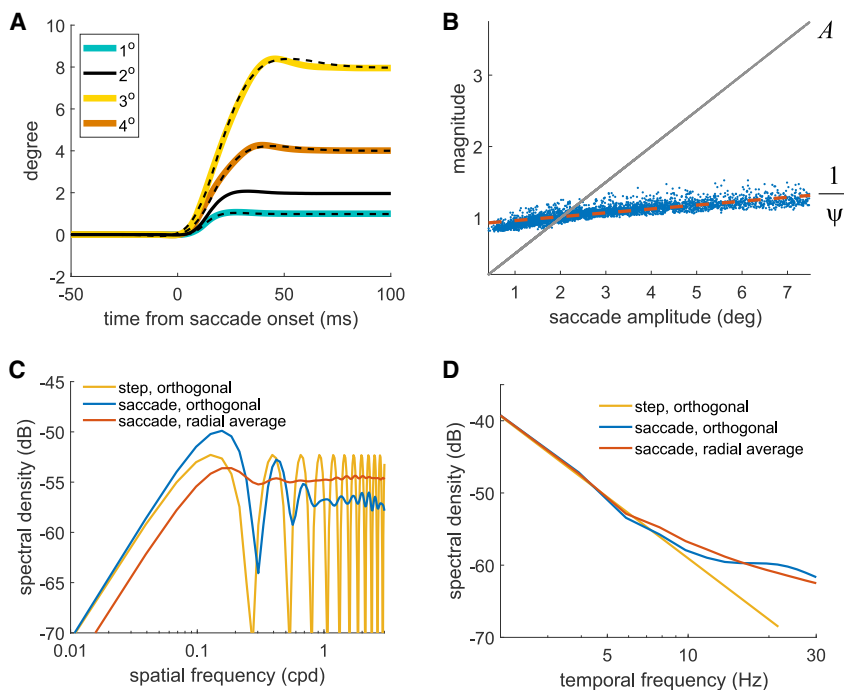 A
10
8
6
4
2
0
-2
degree
1o
2o
3o
4o
-50
0
50
100
time from saccade onset (ms)
B
3
2
1
magnitude
A
1
ψ
1
2
3
4
5
6
7
saccade amplitude (deg)
C
step, orthogonal
saccade, orthogonal
saccade, radial average
-45
-50
-55
-60
-65
-70
spectral density (dB)
0.01
0.1
1
spatial frequency (cpd)
D
step, orthogonal
saccade, orthogonal
saccade, radial average
-40
-50
-60
-70
spectral density (dB)
5
10
30
temporal frequency (Hz)